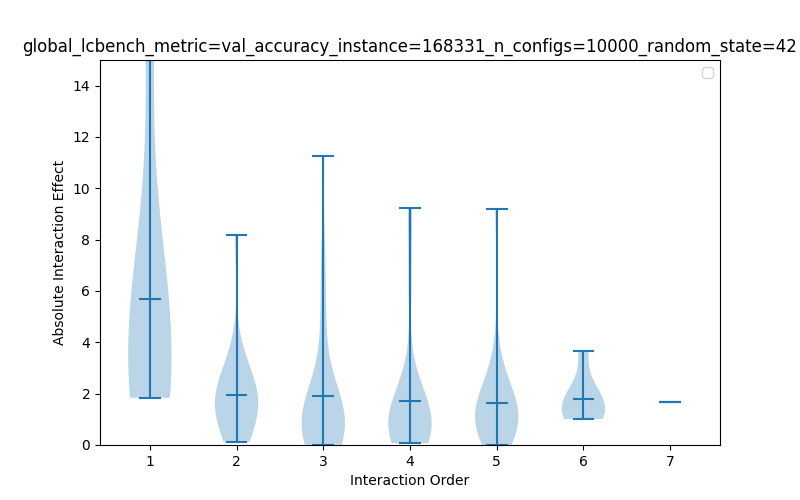 global_lcbench_metric=val_accuracy_instance=168331_n_configs=10000_random_state=42
14
12
10
8
6
4
2
0
Absolute Interaction Effect
1 2 3 4 5 6 7
Interaction Order